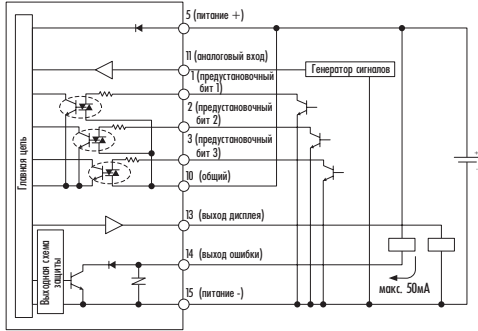 5 (питание +)
11 (аналоговый вход)
Генератор сигналов
1 (предустановочный
бит 1)
2 (предустановочный
бит 2)
3 (предустановочный
бит 3)
10 (общий)
13 (выход дисплея)
14 (выход ошибки)
макс. 50мА
15 (питание -)
Главная цепь
Выходная схема
защиты
+
-